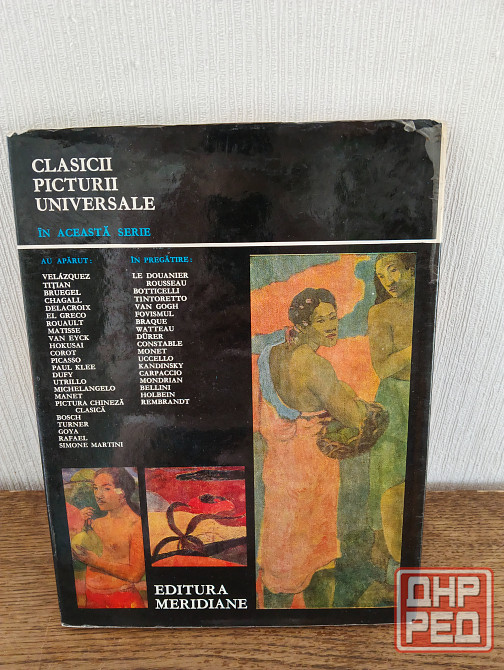 CLASICII
PICTURII
UNIVERSALE
ÎN ACEASTĂ SERIE
AU APĂRUT:
VELÁZQUEZ
TIȚIAN
BRUEGEL
CHAGALL
DELACROIX
EL GRECO
ROUAULT
MATISSE
VAN EYCK
HOKUSAI
COROT
PICASSO
PAUL KLEE
DUFY
UTRILLO
MICHELANGELO
MANET
PICTURA CHINEZĂ
CLASICĂ
BOSCH
TURNER
GOYA
RAFAEL
SIMONE MARTINI
ÎN PREGĂTIRE:
LE DOUANIER
ROUSSEAU
BOTTICELLI
TINTORETTO
VAN GOGH
FOVISMUL
BRAQUE
WATTEAU
DÜRER
CONSTABLE
MONET
UCCELLO
KANDINSKY
CARPACCIO
MONDRIAN
BELLINI
HOLBEIN
REMBRANDT
EDITURA
MERIDIANE
ДНР
РЕД